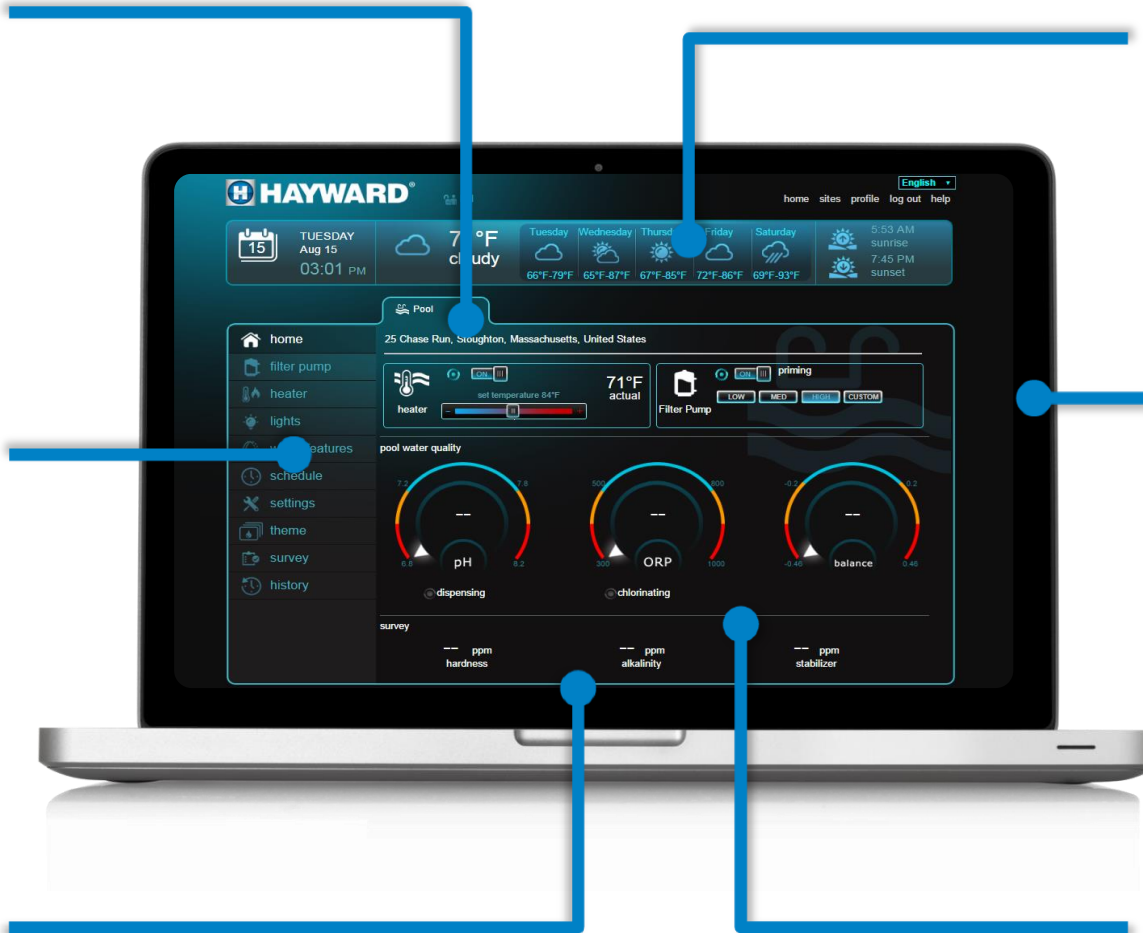 HAYWARD®
English
home sites profile log out help
15
TUESDAY
Aug 15
03:01 PM
°F
cloudy
Tuesday Wednesday Friday Saturday
66°F-79°F 65°F-87°F 67°F-85°F 72°F-86°F 69°F-93°F
5:53 AM
sunrise
7:45 PM
sunset
Pool
25 Chase Run, Stoughton, Massachusetts, United States
home
filter pump
heater
lights
schedule
settings
theme
survey
history
heater
ON
set temperature 84°F
- +
71°F
actual
Filter Pump
ON
priming
LOW MED HIGH CUSTOM
pool water quality
7.2 7.8
--
6.8 pH 8.2
dispensing
500 800
--
300 ORP 1000
chlorinating
-0.2 0.2
--
-0.46 balance 0.46
survey
-- ppm
hardness
-- ppm
alkalinity
-- ppm
stabilizer